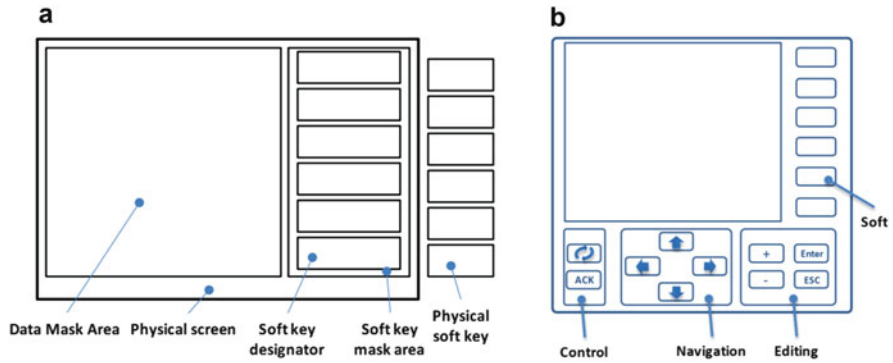 a
b
Data Mask Area
Physical screen
Soft key
designator
Soft key
mask area
Physical
soft key
Soft
ACK
+
Enter
-
ESC
Control
Navigation
Editing